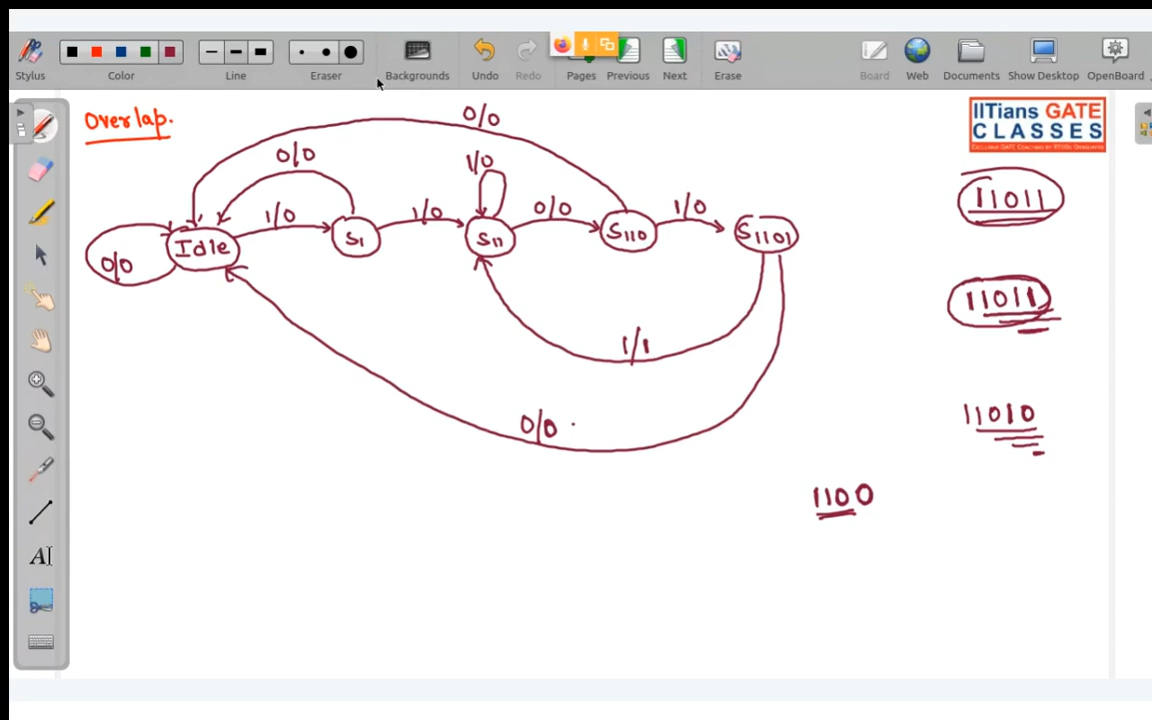 Stylus Color Line Eraser Backgrounds Undo Redo Pages Previous Next Erase Board Web Documents Show Desktop OpenBoard
Overlap.
IITians GATE
CLASSES
0/0
0/0
1/0
11011
1/0
1/0
0/0
1/0
Idle
S1
S11
S110
S1101
0/0
11011
1/1
11010
0/0
1100
AI